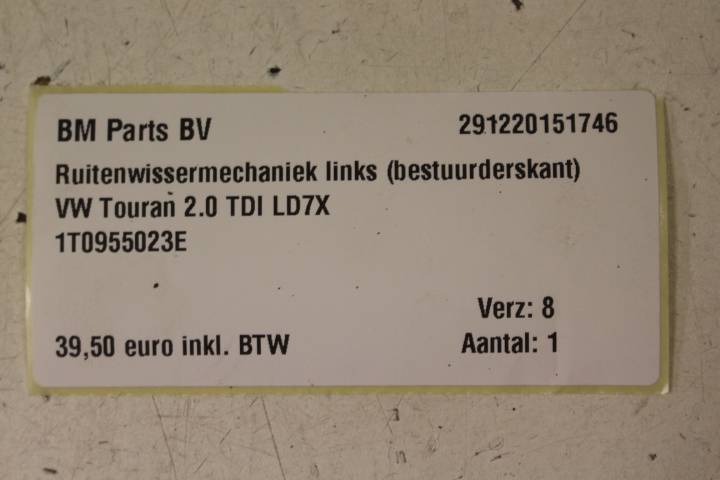 BM Parts BV 291220151746
Ruitenwissermechaniek links (bestuurderskant)
VW Touran 2.0 TDI LD7X
1T0955023E
Verz: 8
39,50 euro inkl. BTW Aantal: 1